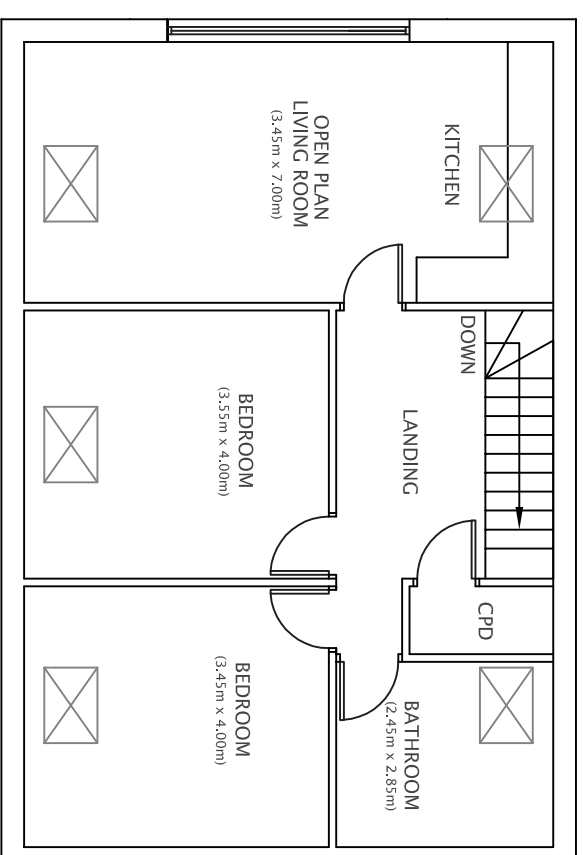 OPEN PLAN
LIVING ROOM
(3.45m x 7.00m)
KITCHEN
DOWN
LANDING
BEDROOM
(3.55m x 4.00m)
CPD
BATHROOM
(2.45m x 2.85m)
BEDROOM
(3.45m x 4.00m)